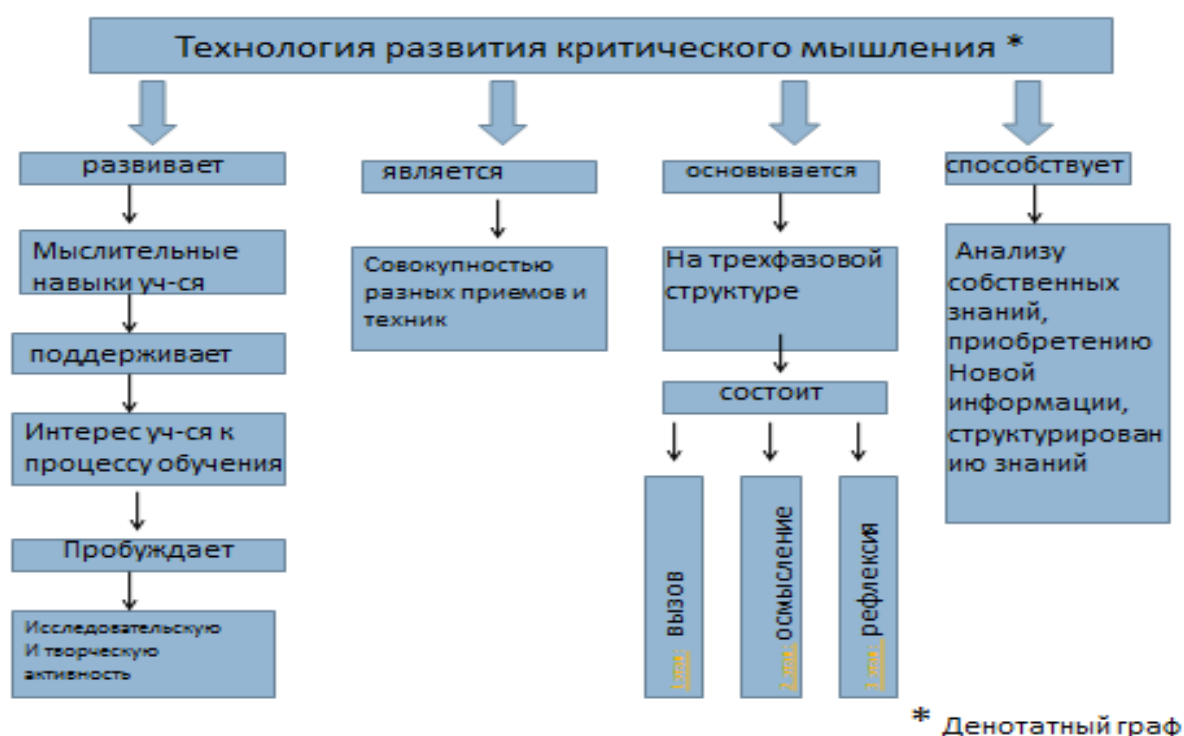 Технология развития критического мышления *
развивает
Мыслительные
навыки уч-ся
поддерживает
Интерес уч-ся к
процессу обучения
Пробуждает
Исследовательскую
И творческую
активность
является
Совокупностью
разных приемов и
техник
основывается
На трехфазовой
структуре
состоит
вызов
осмысление
рефлексия
способствует
Анализу
собственных
знаний,
приобретению
Новой
информации,
структурирован
ию знаний
* Денотатный граф